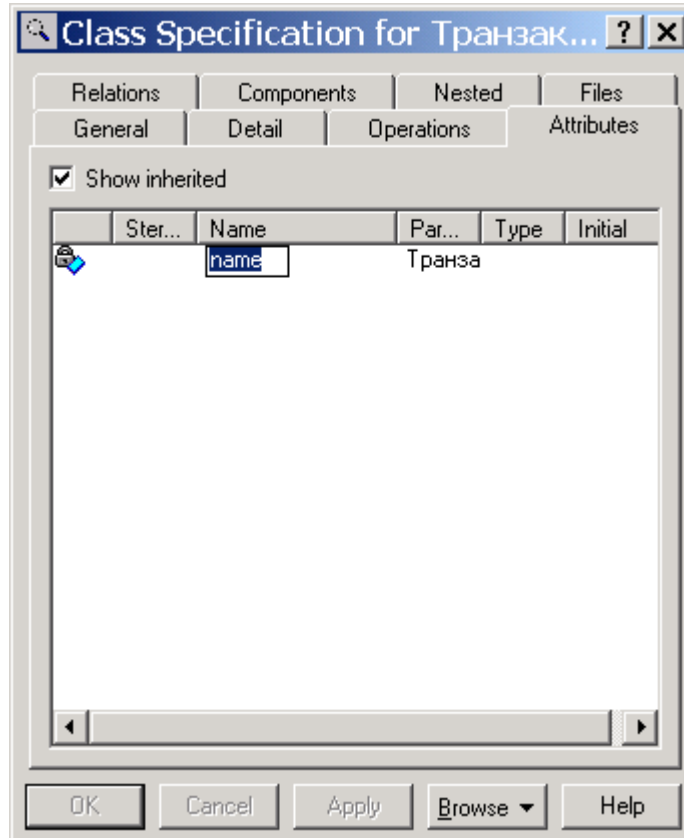 Class Specification for Транзак... ? X
Relations Components Nested Files
General Detail Operations Attributes
Show inherited
Ster... Name Par... Type Initial
name Транза
OK Cancel Apply Browse Help